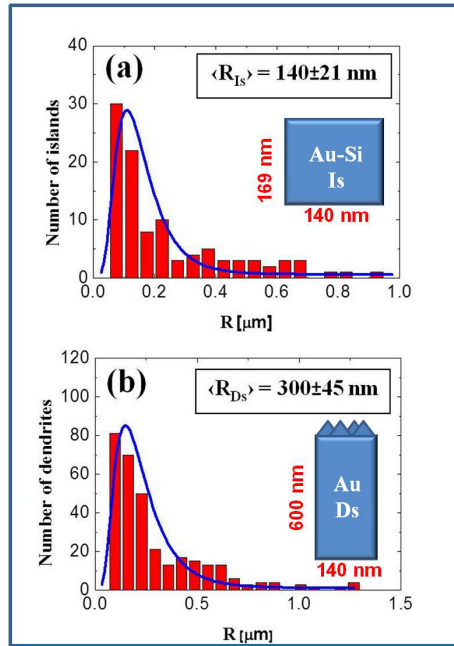 (a)
‹R_Is› = 140±21 nm
Number of islands
40
30
20
10
0
169 nm
Au-Si
Is
140 nm
0.0 0.2 0.4 0.6 0.8 1.0
R [µm]
(b)
‹R_Ds› = 300±45 nm
Number of dendrites
120
100
80
60
40
20
0
600 nm
Au
Ds
140 nm
0.0 0.5 1.0 1.5
R [µm]